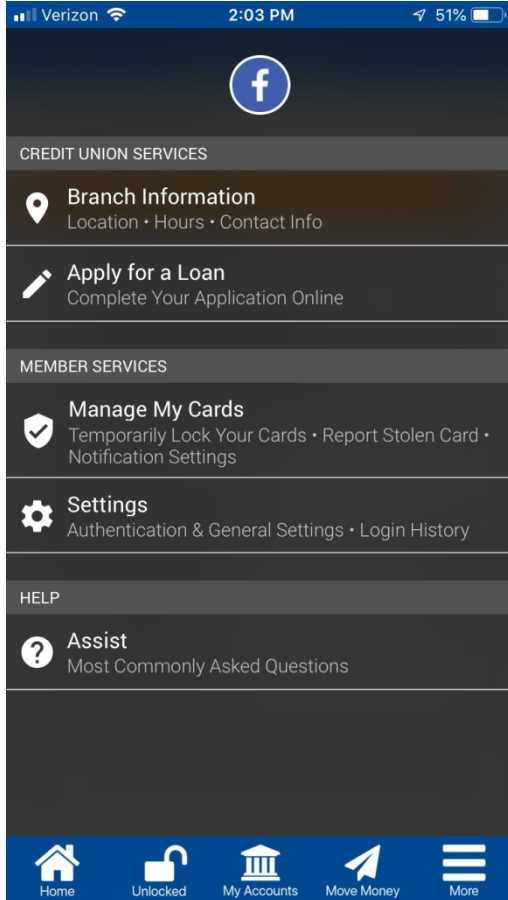 Verizon 2:03 PM 51%
f
CREDIT UNION SERVICES
Branch Information
Location • Hours • Contact Info
Apply for a Loan
Complete Your Application Online
MEMBER SERVICES
Manage My Cards
Temporarily Lock Your Cards • Report Stolen Card •
Notification Settings
Settings
Authentication & General Settings • Login History
HELP
?
Assist
Most Commonly Asked Questions
Home Unlocked My Accounts Move Money More